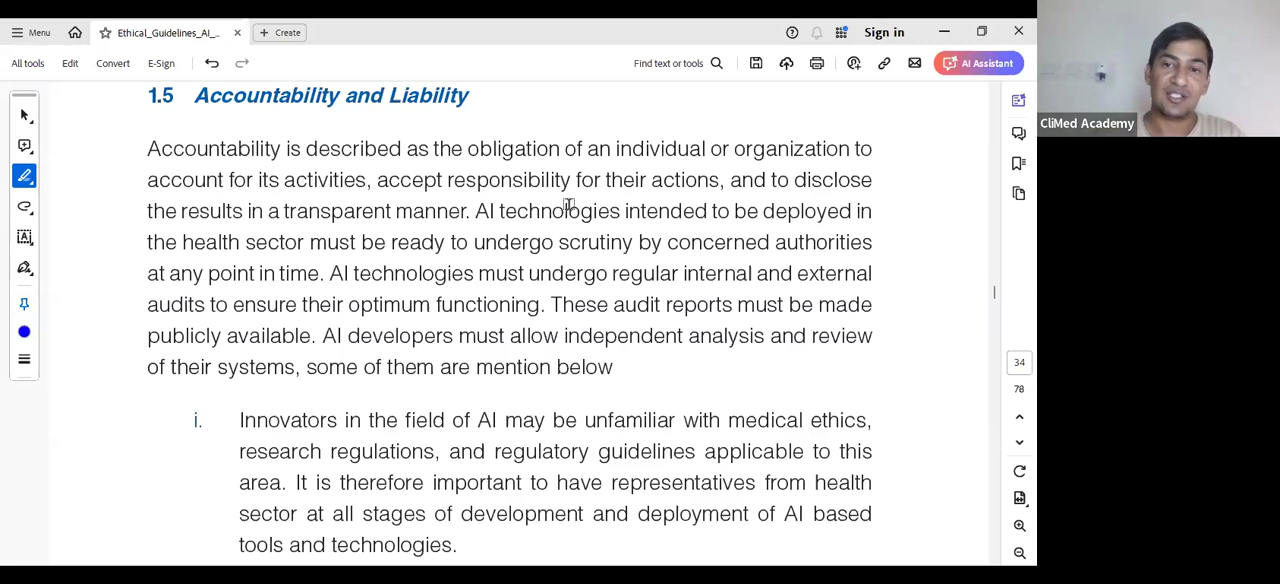 Menu
Ethical_Guidelines_AI_...
Create
Sign in
All tools Edit Convert E-Sign
Find text or tools
AI Assistant
CliMed Academy
1.5 Accountability and Liability
Accountability is described as the obligation of an individual or organization to
account for its activities, accept responsibility for their actions, and to disclose
the results in a transparent manner. AI technologies intended to be deployed in
the health sector must be ready to undergo scrutiny by concerned authorities
at any point in time. AI technologies must undergo regular internal and external
audits to ensure their optimum functioning. These audit reports must be made
publicly available. AI developers must allow independent analysis and review
of their systems, some of them are mention below
i. Innovators in the field of AI may be unfamiliar with medical ethics,
research regulations, and regulatory guidelines applicable to this
area. It is therefore important to have representatives from health
sector at all stages of development and deployment of AI based
tools and technologies.
34
78